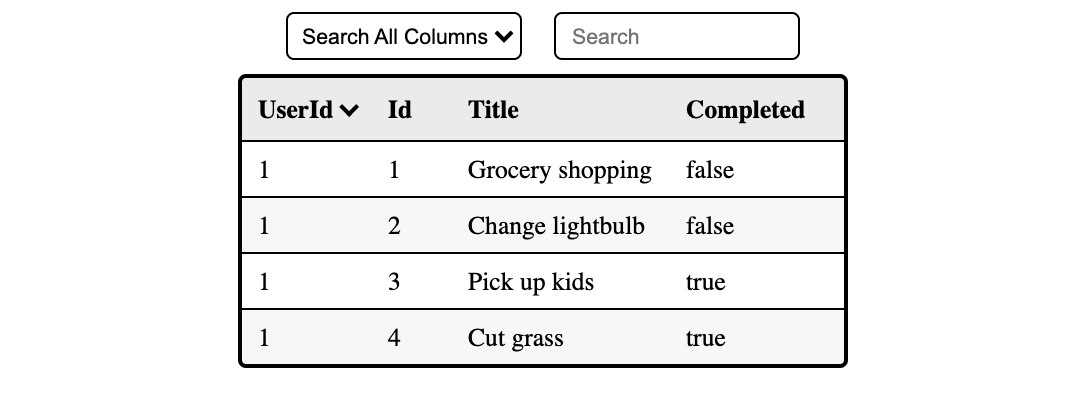 Search All Columns Search
UserId Id Title Completed
1 1 Grocery shopping false
1 2 Change lightbulb false
1 3 Pick up kids true
1 4 Cut grass true